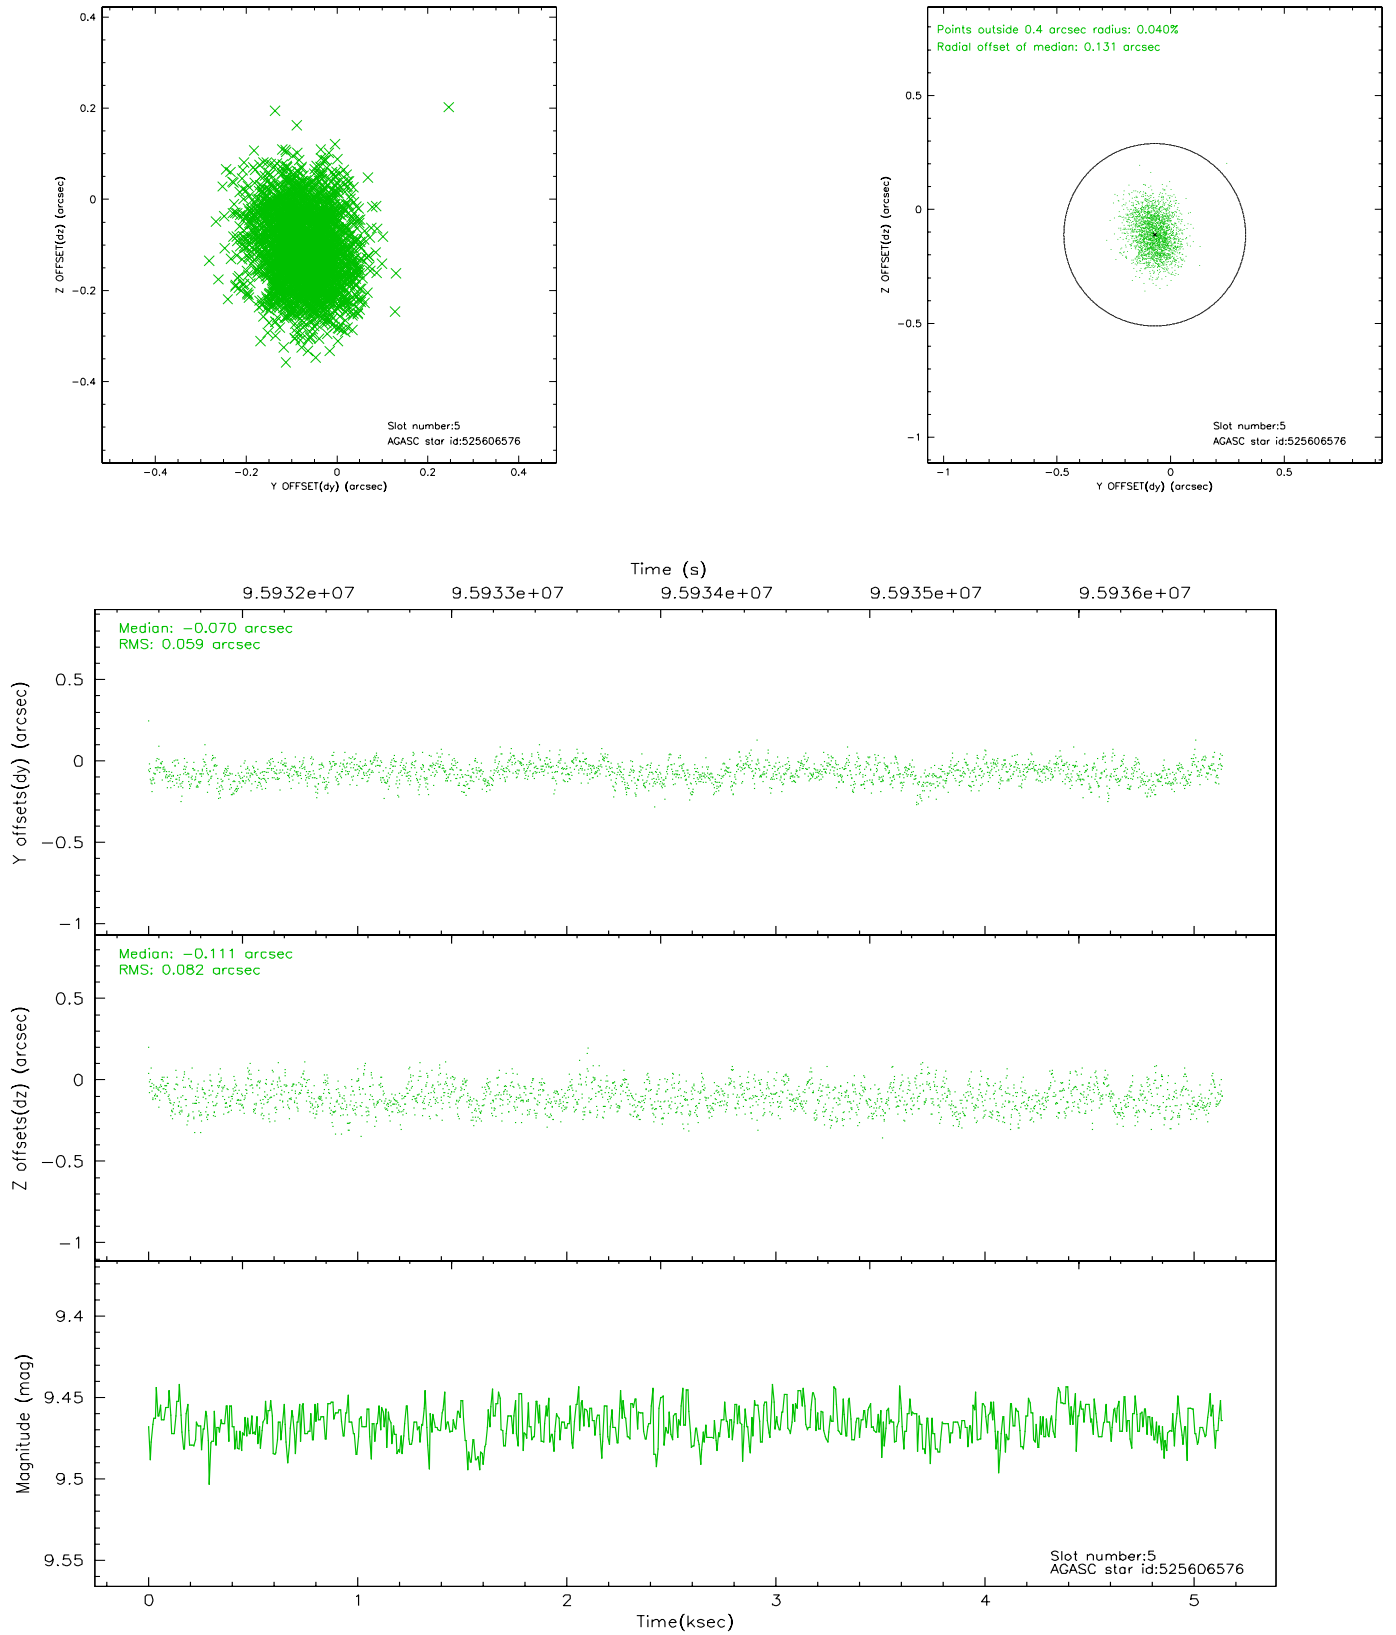 0.4
0.2
0
−0.2
−0.4
Z OFFSET(dz) (arcsec)
Slot number:5
AGASC star id:525606576
−0.4 −0.2 0 0.2 0.4
Y OFFSET(dy) (arcsec)
Points outside 0.4 arcsec radius: 0.040%
Radial offset of median: 0.131 arcsec
0.5
0
−0.5
−1
Z OFFSET(dz) (arcsec)
Slot number:5
AGASC star id:525606576
−1 −0.5 0 0.5
Y OFFSET(dy) (arcsec)
Time (s)
9.5932e+07 9.5933e+07 9.5934e+07 9.5935e+07 9.5936e+07
Median: −0.070 arcsec
RMS: 0.059 arcsec
0.5
0
−0.5
−1
Y offsets(dy) (arcsec)
Median: −0.111 arcsec
RMS: 0.082 arcsec
0.5
0
−0.5
−1
Z offsets(dz) (arcsec)
9.4
9.45
9.5
9.55
Magnitude (mag)
Slot number:5
AGASC star id:525606576
0 1 2 3 4 5
Time(ksec)